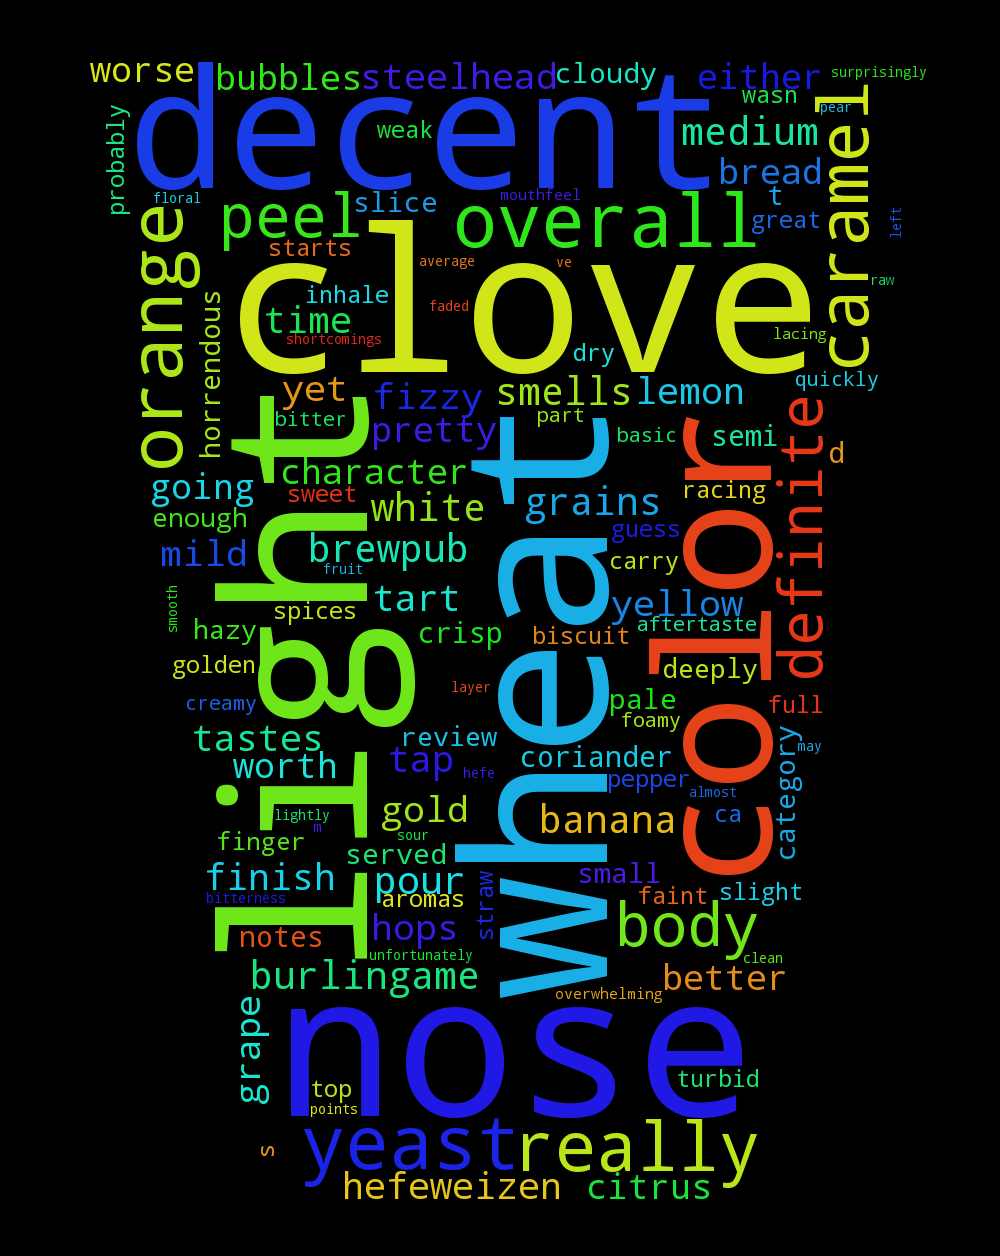 worse
bubbles
steelhead
cloudy
either
surprisingly
decent
weak
wasn
pear
caramel
probably
medium
bread
floral
peel
slice
mouthfeel
overall
t
great
left
orange
starts
average
ve
clove
raw
inhale
faded
time
shortcomings
lacing
horrendous
dry
quickly
yet
fizzy
smells
lemon
light
bitter
pretty
part
basic
semi
wheat
color
definite
d
character
going
sweet
white
grains
racing
enough
guess
mild
brewpub
fruit
carry
smooth
spices
tart
yellow
hazy
crisp
biscuit
aftertaste
golden
deeply
creamy
layer
pale
full
foamy
tastes
review
coriander
category
may
worth
tap
hefe
pepper
almost
lightly
m
gold
banana
ca
finger
sour
served
finish
pour
small
slight
bitterness
aromas
straw
faint
notes
hops
body
unfortunately
clean
burlingame
better
overwhelming
grape
nose
top
points
turbid
s
yeast
really
hefeweizen
citrus